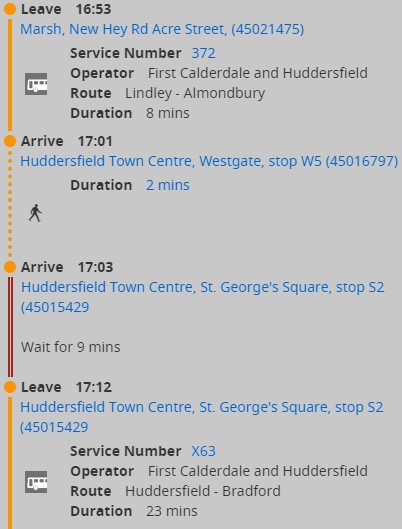 Leave 16:53
Marsh, New Hey Rd Acre Street, (45021475)
Service Number 372
Operator First Calderdale and Huddersfield
Route Lindley - Almondbury
Duration 8 mins
Arrive 17:01
Huddersfield Town Centre, Westgate, stop W5 (45016797)
Duration 2 mins
Arrive 17:03
Huddersfield Town Centre, St. George's Square, stop S2
(45015429
Wait for 9 mins
Leave 17:12
Huddersfield Town Centre, St. George's Square, stop S2
(45015429
Service Number X63
Operator First Calderdale and Huddersfield
Route Huddersfield - Bradford
Duration 23 mins